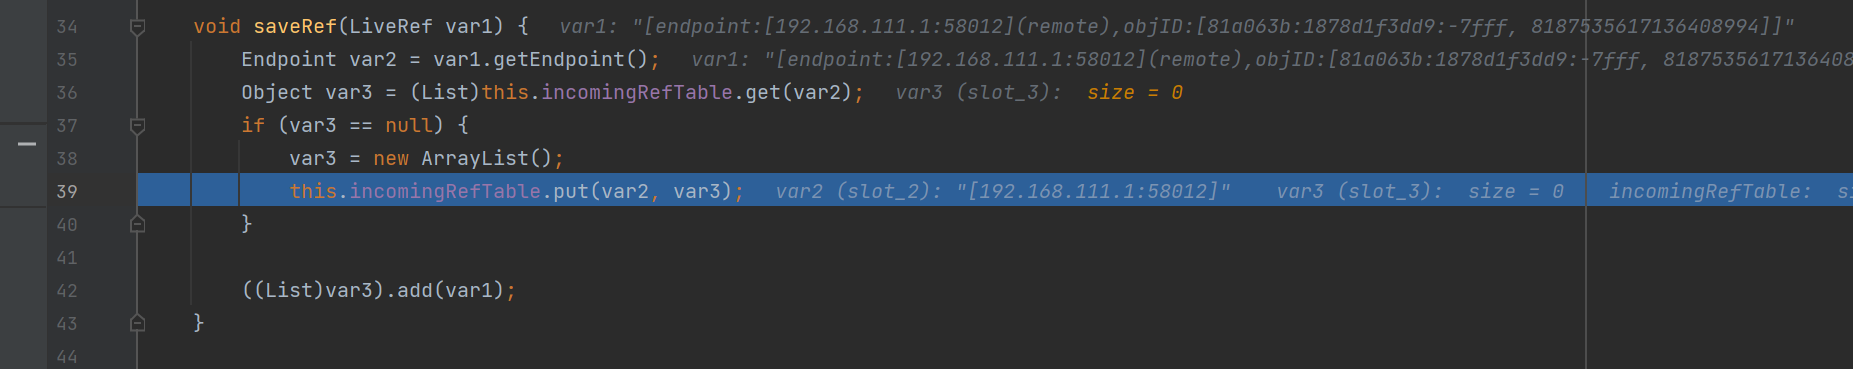 34 void saveRef(LiveRef var1) { var1: "[endpoint:[192.168.111.1:58012](remote),objID:[81a063b:1878d1f3dd9:-7fff, 8187535617136408994]]"
35 Endpoint var2 = var1.getEndpoint(); var1: "[endpoint:[192.168.111.1:58012](remote),objID:[81a063b:1878d1f3dd9:-7fff, 8187535617136408
36 Object var3 = (List)this.incomingRefTable.get(var2); var3 (slot_3): size = 0
37 if (var3 == null) {
38 var3 = new ArrayList();
39 this.incomingRefTable.put(var2, var3); var2 (slot_2): "[192.168.111.1:58012]" var3 (slot_3): size = 0 incomingRefTable: si
40 }
41
42 ((List)var3).add(var1);
43 }
44